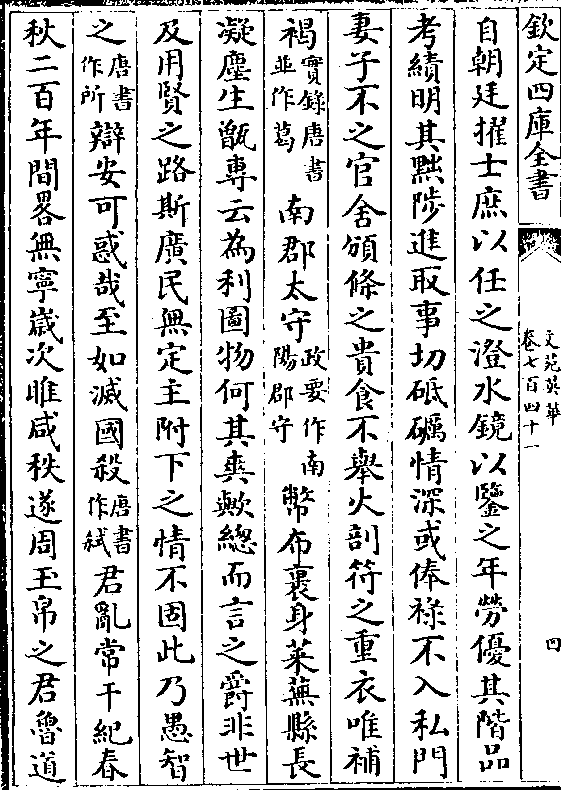 欽定四庫全書
文苑英華
卷七百四十一
四
自朝廷擢士庶以任之澄水鏡以鑒之年勞優其階品
考績明其黜陟進取事切砥礪情深或俸祿不入私門
妻子不之官舍頒條之貴食不舉火剖符之重衣唯補
褐實錄唐書並作葛南郡太守政要作南陽郡守幣布裹身萊蕪縣長
凝塵生甑專云為利圖物何其爽歟總而言之爵非世
及用賢之路斯廣民無定主附下之情不固此乃愚智
之唐書作所辯安可惑哉至如滅國殺唐書作弒君亂常干紀春
秋二百年間畧無寧歲次睢咸秩遂周玉帛之君魯道